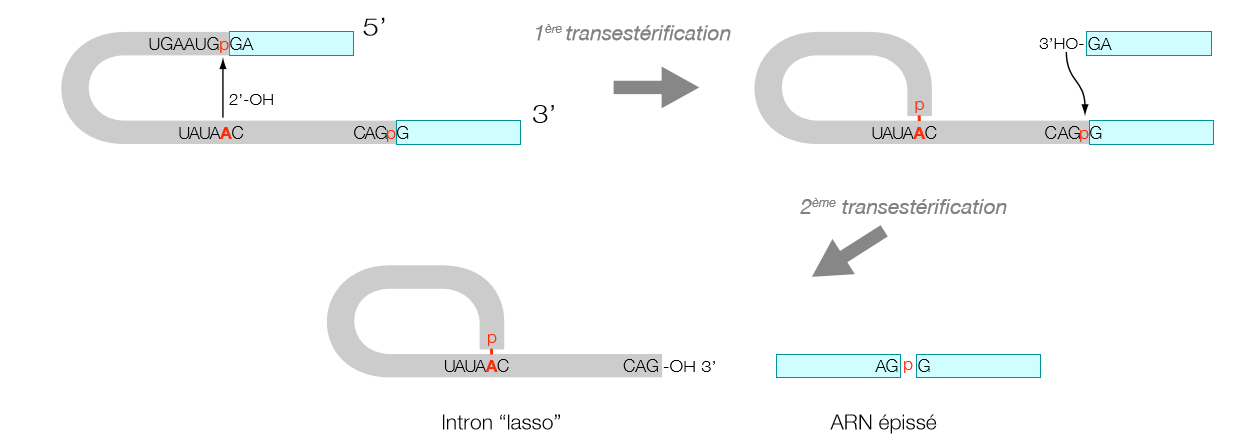 5'
UGAAUGpGA
2'-OH
3'
UAUAAC
CAGpG
1ère transestérification
3'HO-GA
p
UAUAAC
CAGpG
2ème transestérification
p
UAUAAC
CAG-OH 3'
AG p G
Intron "lasso"
ARN épissé